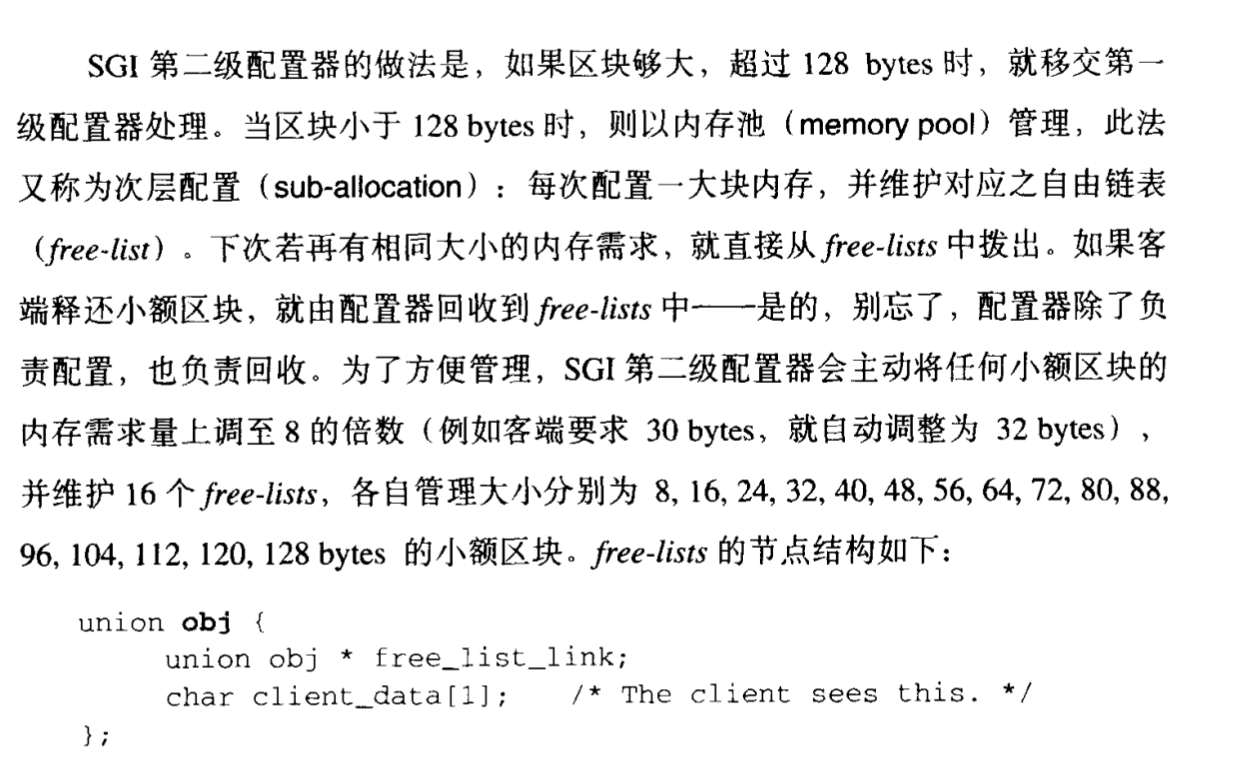 SGI 第二级配置器的做法是，如果区块够大，超过 128 bytes 时，就移交第一
级配置器处理。当区块小于 128 bytes 时，则以内存池（memory pool）管理，此法
又称为次层配置（sub-allocation）：每次配置一大块内存，并维护对应之自由链表
（free-list）。下次若再有相同大小的内存需求，就直接从 free-lists 中拨出。如果客
端释还小额区块，就由配置器回收到 free-lists 中——是的，别忘了，配置器除了负
责配置，也负责回收。为了方便管理，SGI 第二级配置器会主动将任何小额区块的
内存需求量上调至 8 的倍数（例如客端要求 30 bytes，就自动调整为 32 bytes），
并维护 16 个 free-lists，各自管理大小分别为 8, 16, 24, 32, 40, 48, 56, 64, 72, 80, 88,
96, 104, 112, 120, 128 bytes 的小额区块。free-lists 的节点结构如下：
union obj {
union obj * free_list_link;
char client_data[1]; /* The client sees this. */
};